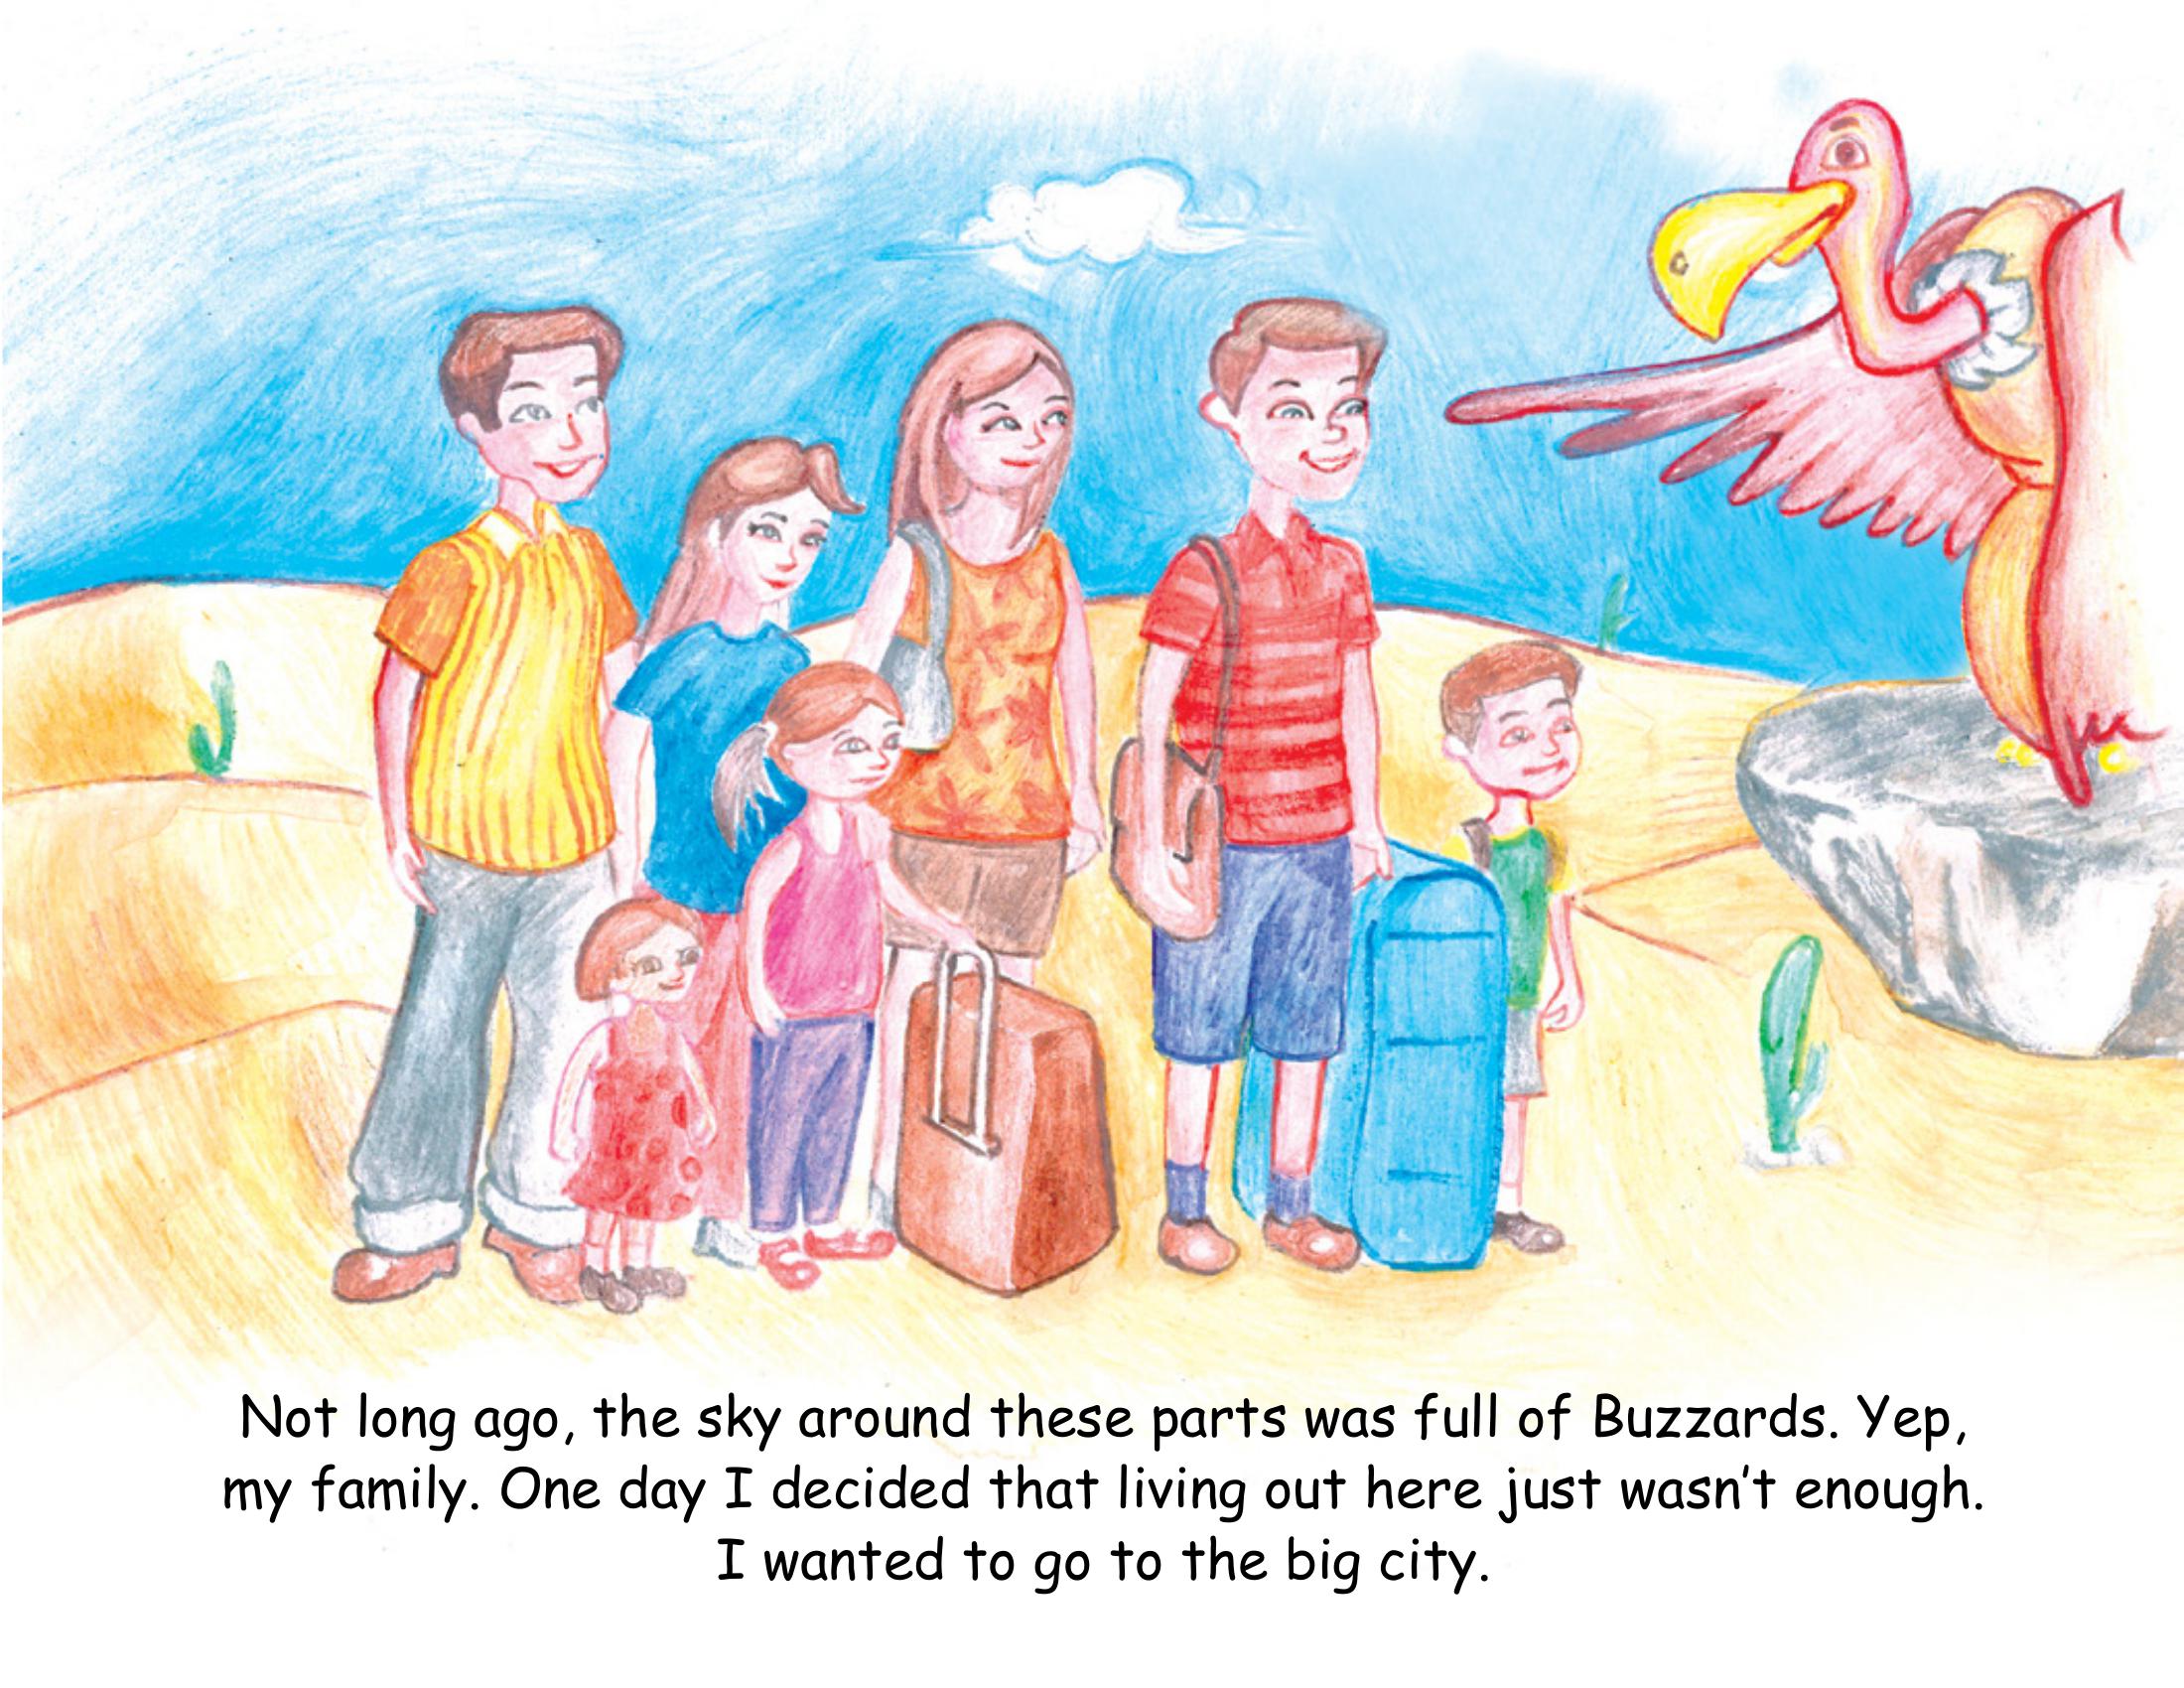 Not long ago, the sky around these parts was full of Buzzards. Yep,
my family. One day I decided that living out here just wasn't enough.
I wanted to go to the big city.